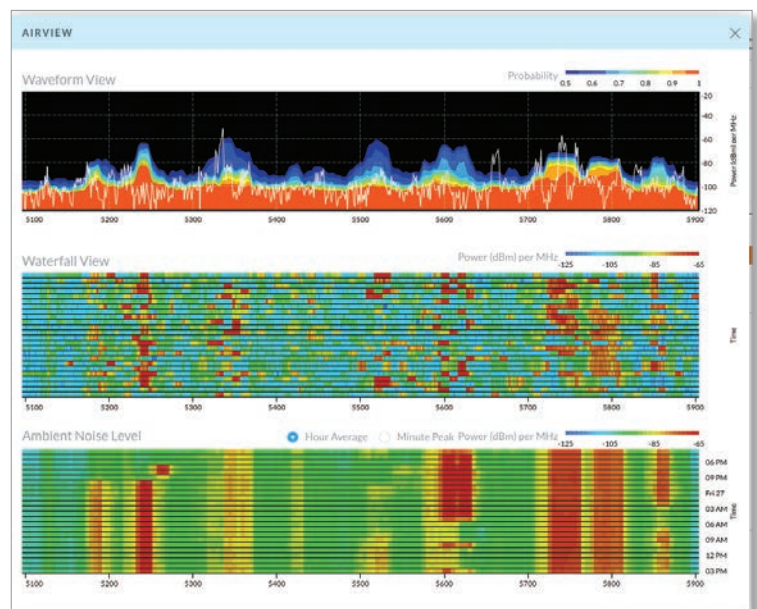 AIRVIEW
Waveform View
Probability 0.5 0.6 0.7 0.8 0.9 1
-20
-40
-60
-80
-100
-120
Power (dBm) per MHz
5100 5200 5300 5400 5500 5600 5700 5800 5900
Waterfall View
Power (dBm) per MHz -125 -105 -85 -65
Time
5100 5200 5300 5400 5500 5600 5700 5800 5900
Ambient Noise Level
Hour Average Minute Peak Power (dBm) per MHz -125 -105 -85 -65
06 PM
09 PM
Fri 27
03 AM
06 AM
09 AM
12 PM
03 PM
Time
5100 5200 5300 5400 5500 5600 5700 5800 5900